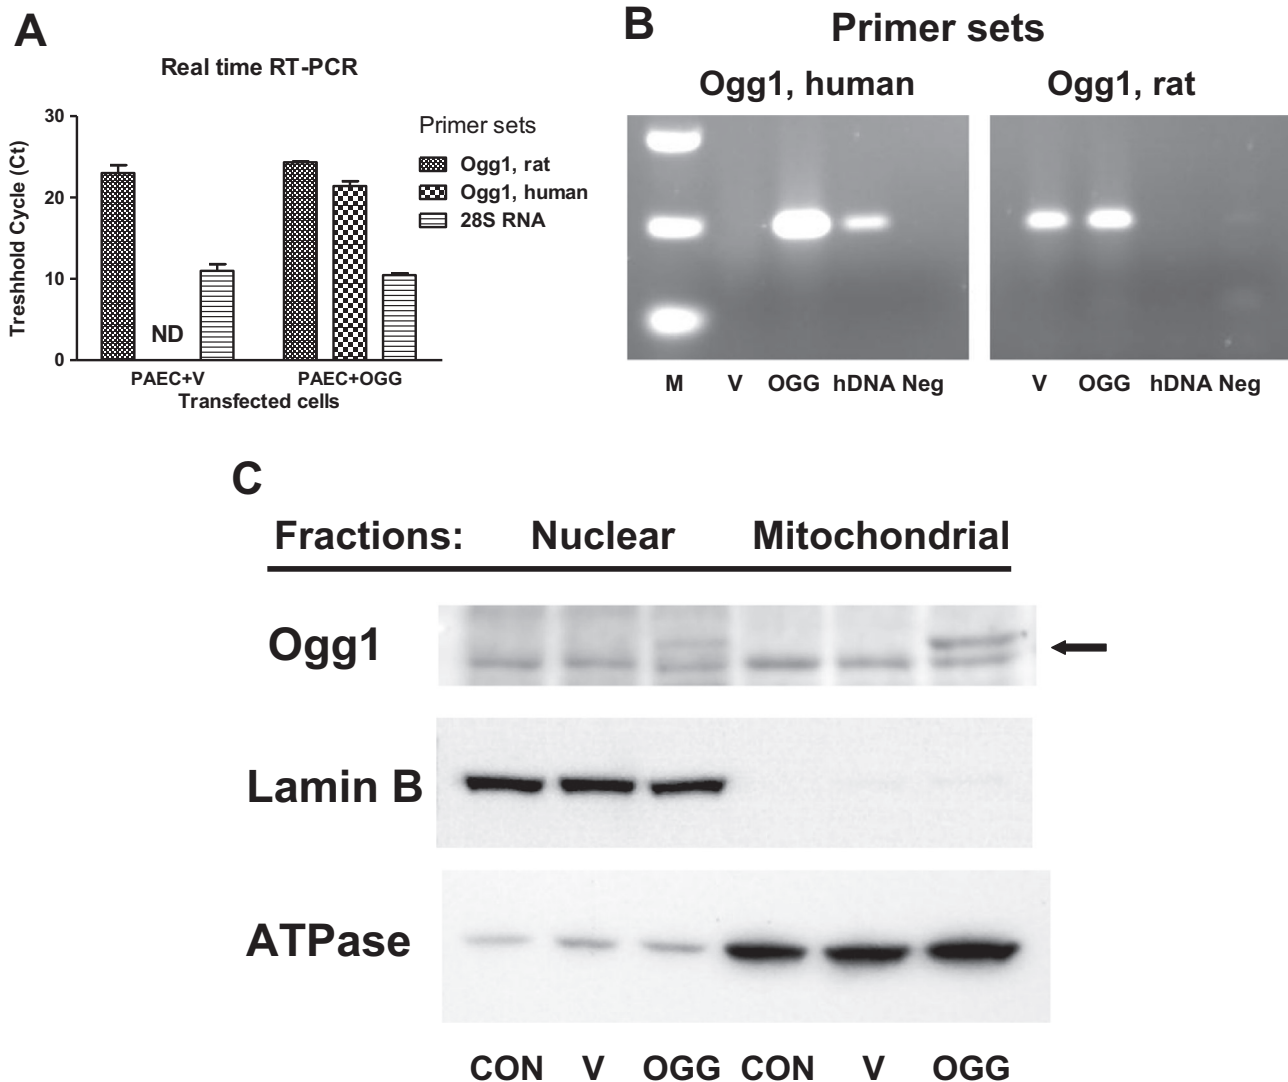 A
Real time RT-PCR
Treshhold Cycle (Ct)
30
20
10
0
ND
PAEC+V
PAEC+OGG
Transfected cells
Primer sets
Ogg1, rat
Ogg1, human
28S RNA
B
Primer sets
Ogg1, human
Ogg1, rat
M V OGG hDNA Neg
V OGG hDNA Neg
C
Fractions: Nuclear Mitochondrial
Ogg1
Lamin B
ATPase
CON V OGG CON V OGG